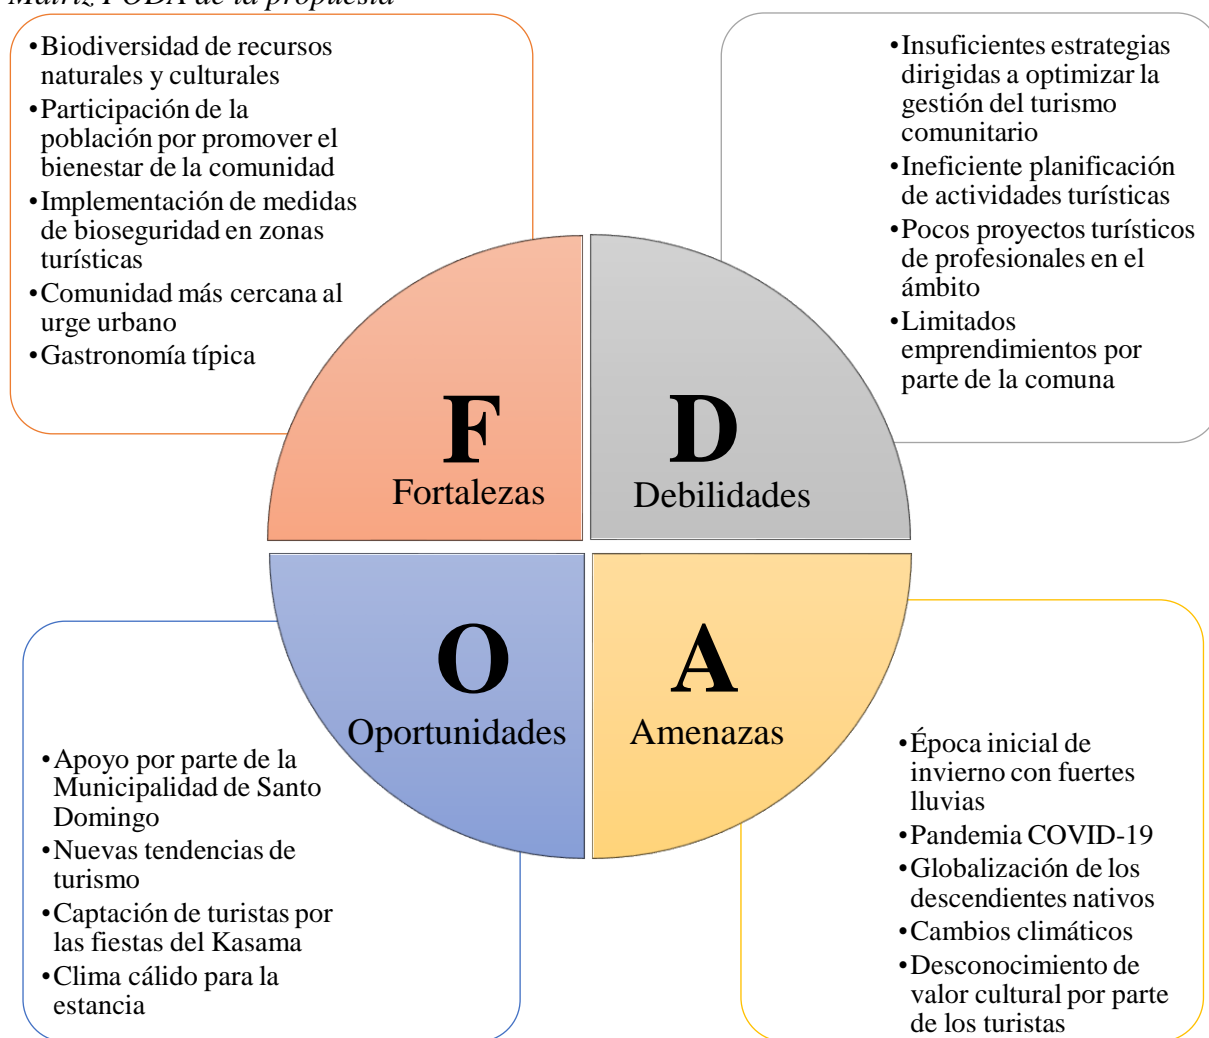 Matriz FODA de la propuesta
•Biodiversidad de recursos
naturales y culturales
•Participación de la
población por promover el
bienestar de la comunidad
•Implementación de medidas
de bioseguridad en zonas
turísticas
•Comunidad más cercana al
urge urbano
•Gastronomía típica
•Insuficientes estrategias
dirigidas a optimizar la
gestión del turismo
comunitario
•Ineficiente planificación
de actividades turísticas
•Pocos proyectos turísticos
de profesionales en el
ámbito
•Limitados
emprendimientos por
parte de la comuna
F
Fortalezas
D
Debilidades
O
Oportunidades
A
Amenazas
•Apoyo por parte de la
Municipalidad de Santo
Domingo
•Nuevas tendencias de
turismo
•Captación de turistas por
las fiestas del Kasama
•Clima cálido para la
estancia
•Época inicial de
invierno con fuertes
lluvias
•Pandemia COVID-19
•Globalización de los
descendientes nativos
•Cambios climáticos
•Desconocimiento de
valor cultural por parte
de los turistas